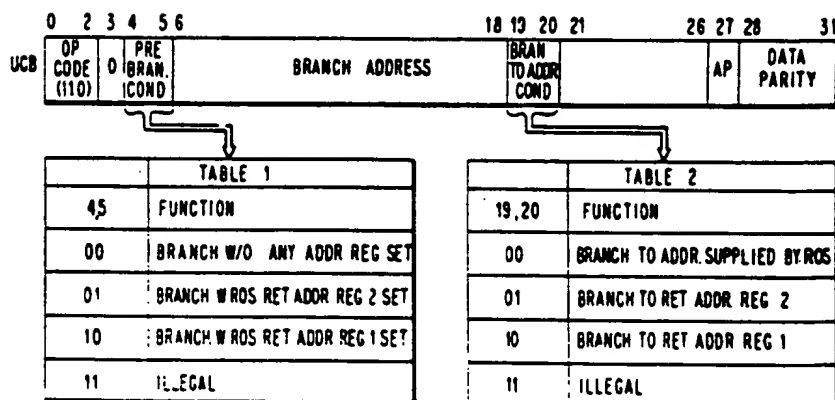 0 2 3 4 5 6 18 19 20 21 26 27 28 31
UCB
OP CODE (110)
0
PRE BRAN. COND
BRANCH ADDRESS
BRAN TO ADDR COND
AP
DATA PARITY
TABLE 1
4,5 FUNCTION
00 BRANCH W/O ANY ADDR REG SET
01 BRANCH W ROS RET ADDR REG 2 SET
10 BRANCH W ROS RET ADDR REG 1 SET
11 ILLEGAL
TABLE 2
19,20 FUNCTION
00 BRANCH TO ADDR. SUPPLIED BY ROS
01 BRANCH TO RET ADDR REG 2
10 BRANCH TO RET ADDR REG 1
11 ILLEGAL